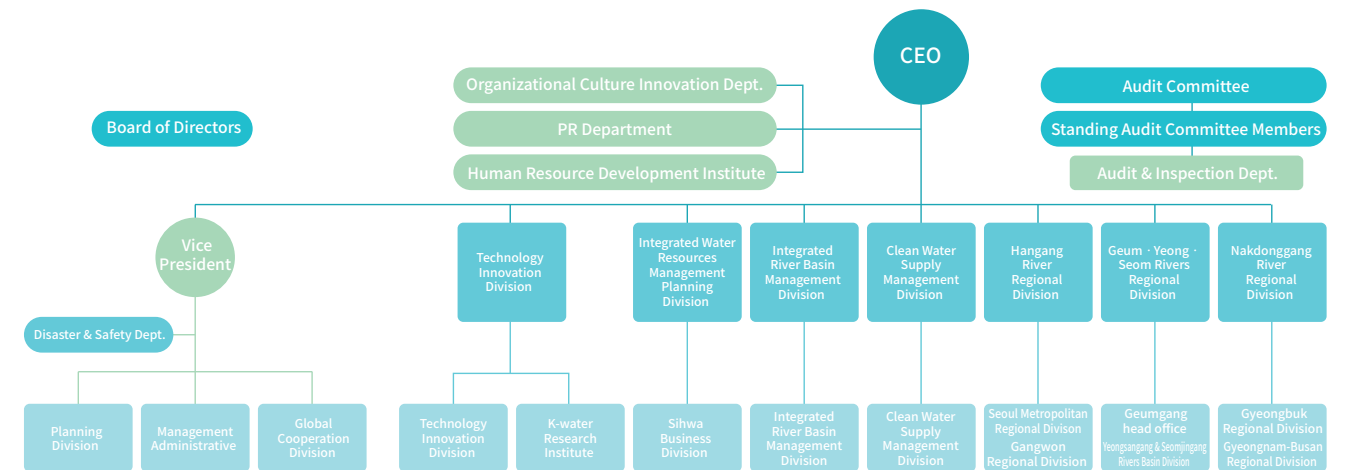 CEO
Organizational Culture Innovation Dept.
PR Department
Human Resource Development Institute
Board of Directors
Audit Committee
Standing Audit Committee Members
Audit & Inspection Dept.
Vice
President
Disaster & Safety Dept.
Technology
Innovation
Division
Integrated Water
Resources
Management
Planning
Division
Integrated
River Basin
Management
Division
Clean Water
Supply
Management
Division
Hangang
River
Regional
Division
Geum · Yeong ·
Seom Rivers
Regional
Division
Nakdonggang
River
Regional
Division
Planning
Division
Management
Administrative
Global
Cooperation
Division
Technology
Innovation
Division
K-water
Research
Institute
Sihwa
Business
Division
Integrated
River Basin
Management
Division
Clean Water
Supply
Management
Division
Seoul Metropolitan
Regional Divison
Gangwon
Regional Division
Geumgang
head office
Yeongsangang & Seomjingang
Rivers Basin Division
Gyeongbuk
Regional Division
Gyeongnam-Busan
Regional Division